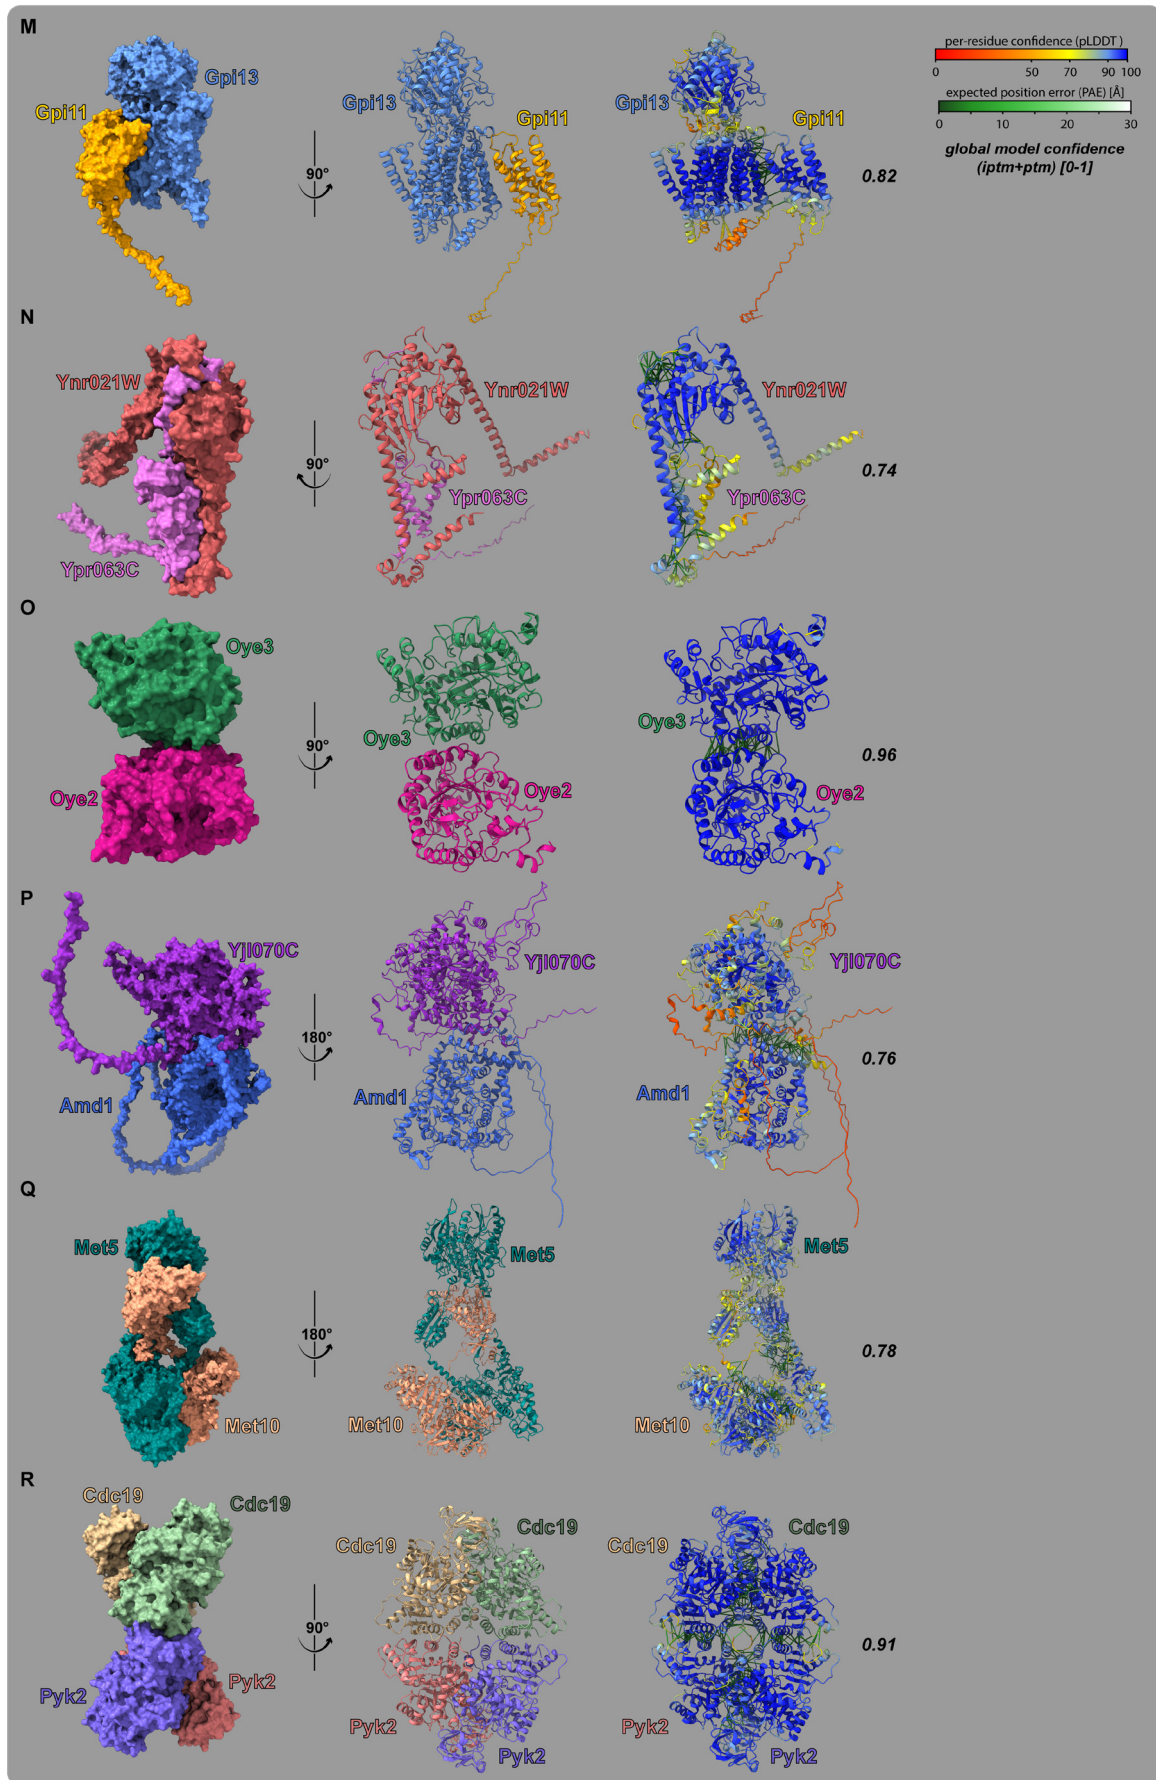 M
Gpi13
Gpi11
90°
Gpi13
Gpi11
Gpi13
Gpi11
0.82
per-residue confidence (pLDDT )
0 50 70 90 100
expected position error (PAE) [Å]
0 10 20 30
global model confidence
(iptm+ptm) [0-1]
N
Ynr021W
Ypr063C
90°
Ynr021W
Ypr063C
Ynr021W
Ypr063C
0.74
O
Oye3
Oye2
90°
Oye3
Oye2
Oye3
Oye2
0.96
P
Yjl070C
Amd1
180°
Yjl070C
Amd1
Yjl070C
Amd1
0.76
Q
Met5
Met10
180°
Met5
Met10
Met5
Met10
0.78
R
Cdc19
Cdc19
Pyk2
Pyk2
90°
Cdc19
Cdc19
Pyk2
Pyk2
Cdc19
Cdc19
Pyk2
Pyk2
0.91